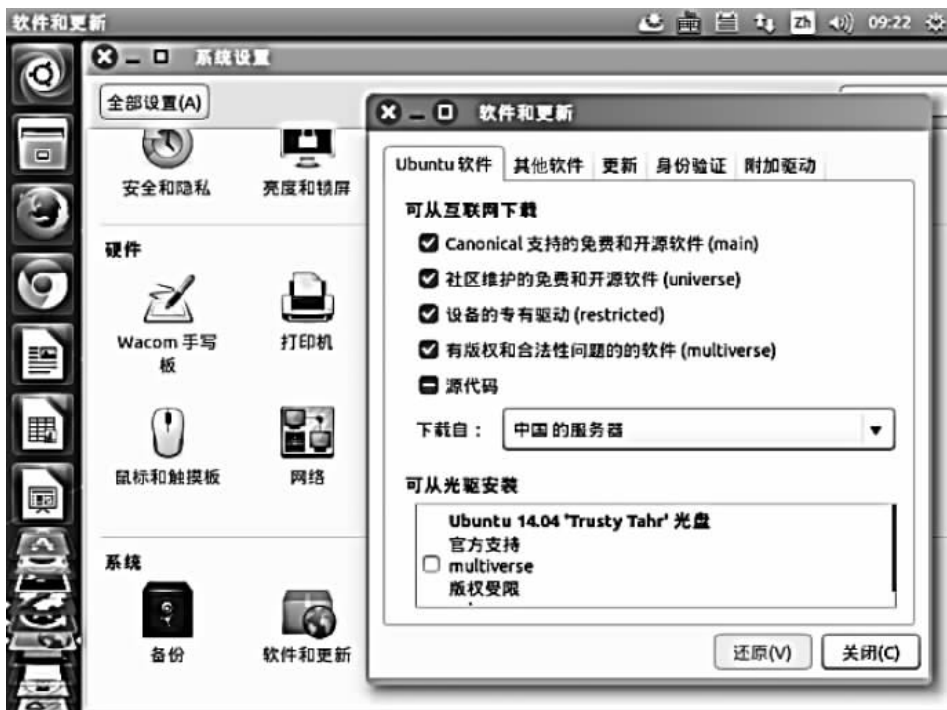 软件和更新
Zh
09:22
系统设置
全部设置(A)
安全和隐私
亮度和锁屏
硬件
Wacom 手写
板
打印机
鼠标和触摸板
网络
系统
备份
软件和更新
软件和更新
Ubuntu 软件 其他软件 更新 身份验证 附加驱动
可从互联网下载
Canonical 支持的免费和开源软件 (main)
社区维护的免费和开源软件 (universe)
设备的专有驱动 (restricted)
有版权和合法性问题的的软件 (multiverse)
源代码
下载自： 中国 的服务器
可从光驱安装
Ubuntu 14.04 'Trusty Tahr' 光盘
官方支持
multiverse
版权受限
还原(V) 关闭(C)